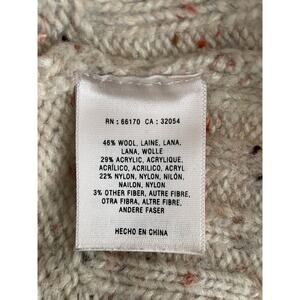 RN : 66170 CA : 32054
46% WOOL, LAINE, LANA,
LANA, WOLLE
29% ACRYLIC, ACRYLIQUE,
ACRÍLICO, ACRILICO, ACRYL
22% NYLON, NYLON, NILÓN,
NAILON, NYLON
3% OTHER FIBER, AUTRE FIBRE,
OTRA FIBRA, ALTRE FIBRE,
ANDERE FASER
HECHO EN CHINA